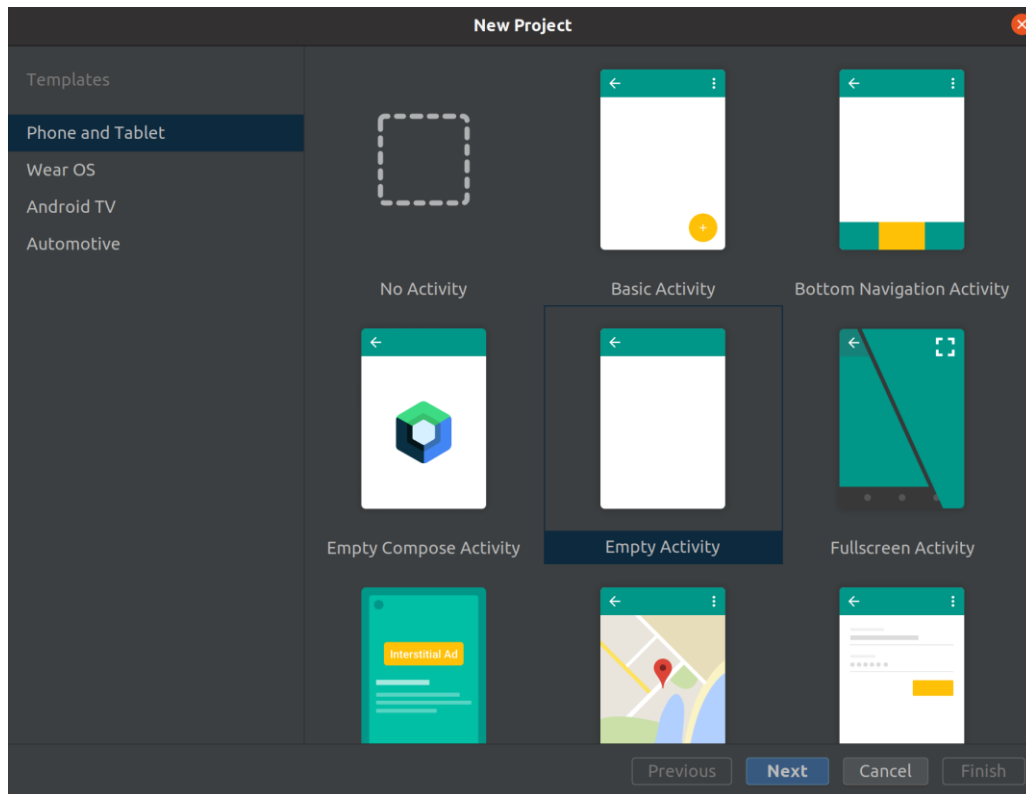 New Project
Templates
Phone and Tablet
Wear OS
Android TV
Automotive
No Activity
Basic Activity
Bottom Navigation Activity
Empty Compose Activity
Empty Activity
Fullscreen Activity
Interstitial Ad
Previous
Next
Cancel
Finish